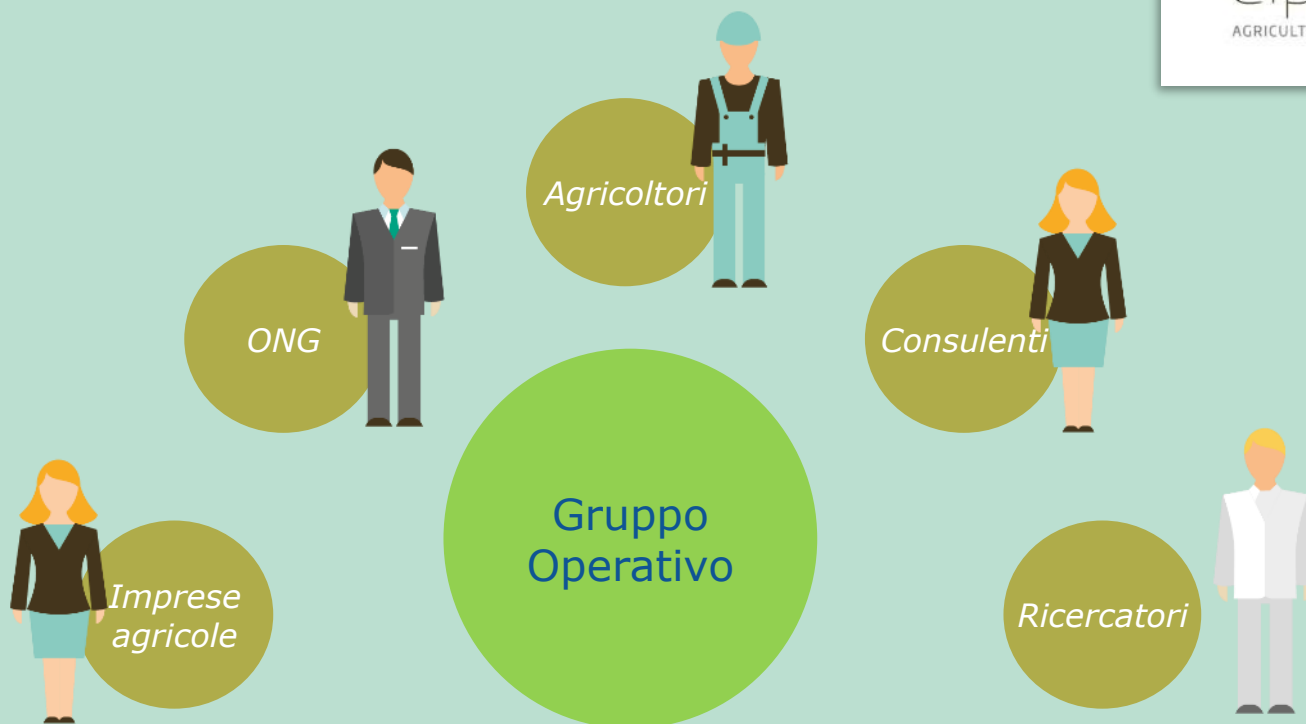 AGRICULT
Agricoltori
ONG
Consulenti
Gruppo
Operativo
Imprese
agricole
Ricercatori